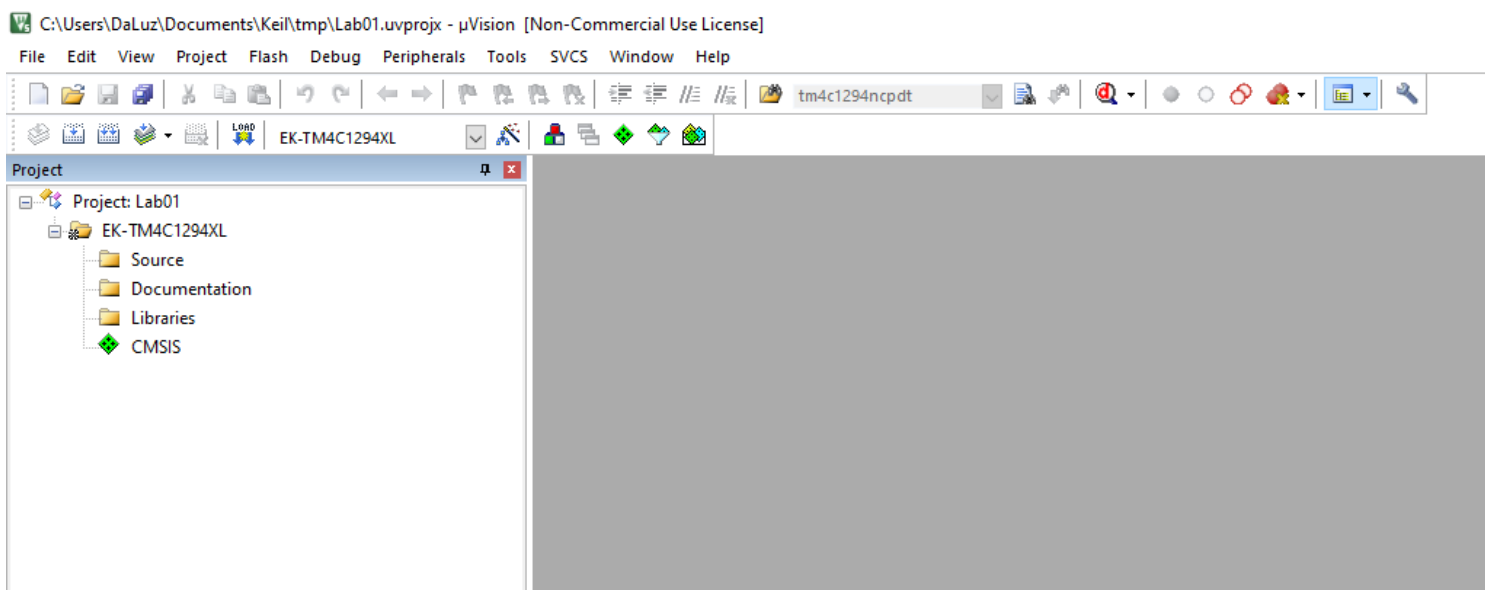 C:\Users\DaLuz\Documents\Keil\tmp\Lab01.uvprojx - µVision [Non-Commercial Use License]
File Edit View Project Flash Debug Peripherals Tools SVCS Window Help
tm4c1294ncpdt
LOAD EK-TM4C1294XL
Project
Project: Lab01
EK-TM4C1294XL
Source
Documentation
Libraries
CMSIS